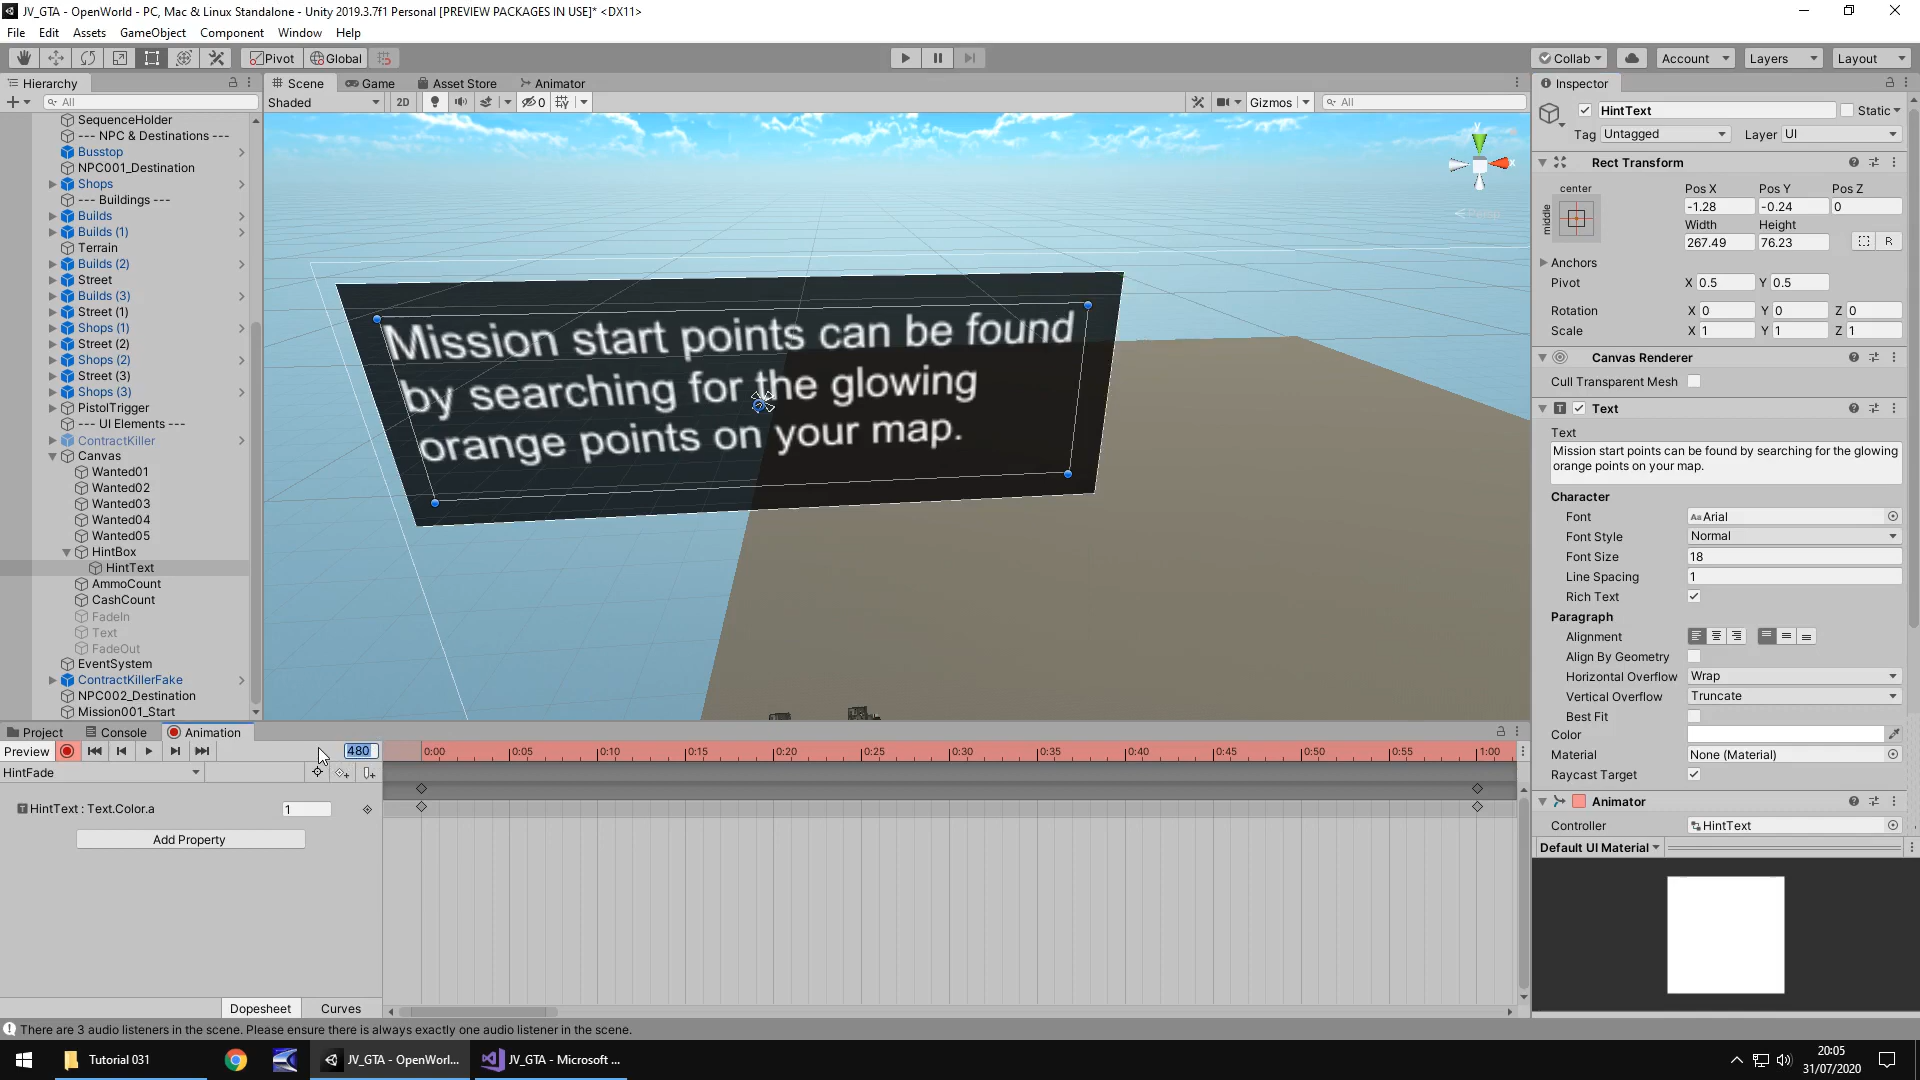 JV_GTA - OpenWorld - PC, Mac & Linux Standalone - Unity 2019.3.7f1 Personal [PREVIEW PACKAGES IN USE]* <DX11>
File Edit Assets GameObject Component Window Help
Pivot Global Collab Account Layers Layout
Hierarchy
All
SequenceHolder
--- NPC & Destinations ---
Busstop
NPC001_Destination
Shops
--- Buildings ---
Builds
Builds (1)
Terrain
Builds (2)
Street
Builds (3)
Street (1)
Shops (1)
Street (2)
Shops (2)
Street (3)
Shops (3)
PistolTrigger
--- UI Elements ---
ContractKiller
Canvas
Wanted01
Wanted02
Wanted03
Wanted04
Wanted05
HintBox
HintText
AmmoCount
CashCount
FadeIn
Text
FadeOut
EventSystem
ContractKillerFake
NPC002_Destination
Mission001_Start
Scene Game Asset Store Animator
Shaded 2D 0 Gizmos All
y
x
Persp
Mission start points can be found
by searching for the glowing
orange points on your map.
Inspector
HintText Static
Tag Untagged Layer UI
Rect Transform
center
middle
Pos X Pos Y Pos Z
-1.28 -0.24 0
Width Height
267.49 76.23
R
Anchors
Pivot X 0.5 Y 0.5
Rotation X 0 Y 0 Z 0
Scale X 1 Y 1 Z 1
Canvas Renderer
Cull Transparent Mesh
Text
Text
Mission start points can be found by searching for the glowing
orange points on your map.
Character
Font Arial
Font Style Normal
Font Size 18
Line Spacing 1
Rich Text
Paragraph
Alignment
Align By Geometry
Horizontal Overflow Wrap
Vertical Overflow Truncate
Best Fit
Color
Material None (Material)
Raycast Target
Animator
Controller HintText
Default UI Material
Project Console Animation
Preview 480
HintFade
HintText : Text.Color.a 1
Add Property
Dopesheet Curves
0:00 0:05 0:10 0:15 0:20 0:25 0:30 0:35 0:40 0:45 0:50 0:55 1:00
There are 3 audio listeners in the scene. Please ensure there is always exactly one audio listener in the scene.
Tutorial 031
JV_GTA - OpenWorl...
JV_GTA - Microsoft ...
20:05
31/07/2020